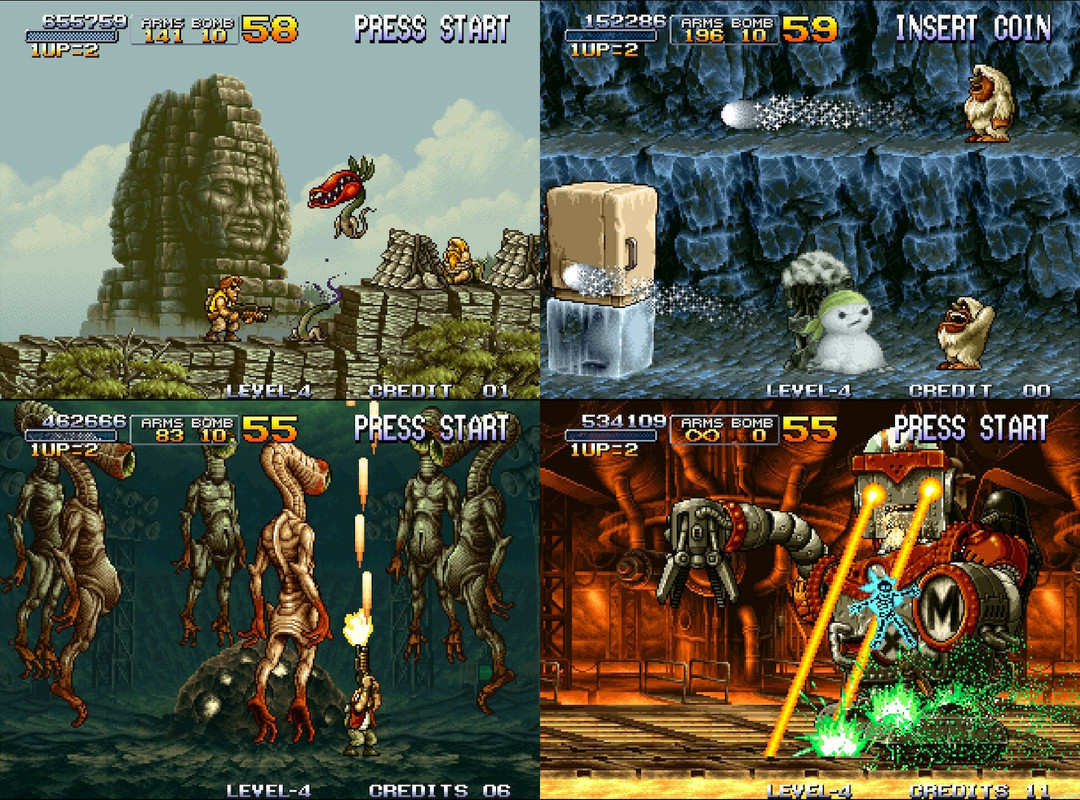 655759 ARMS BOMB 58 PRESS START
141 10
1UP=2
LEVEL-4 CREDIT 01
152286 ARMS BOMB 59 INSERT COIN
196 10
1UP=2
LEVEL-4 CREDIT 00
462666 ARMS BOMB 55 PRESS START
83 10
1UP=2
LEVEL-4 CREDITS 06
534109 ARMS BOMB 55 PRESS START
∞ 0
1UP=2
M
LEVEL-4 CREDITS 11